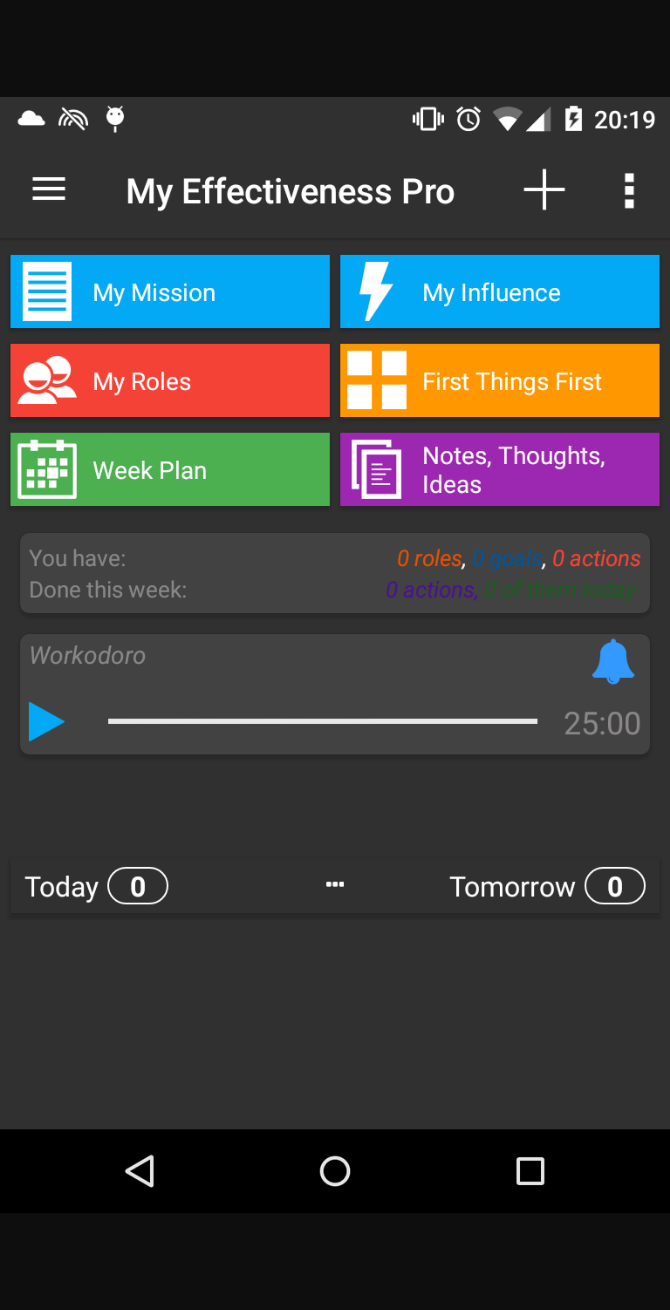 20:19
My Effectiveness Pro
My Mission
My Influence
My Roles
First Things First
Week Plan
Notes, Thoughts,
Ideas
You have: 0 roles, 0 goals, 0 actions
Done this week: 0 actions, 0 of them today
Workodoro
25:00
Today 0 ... Tomorrow 0